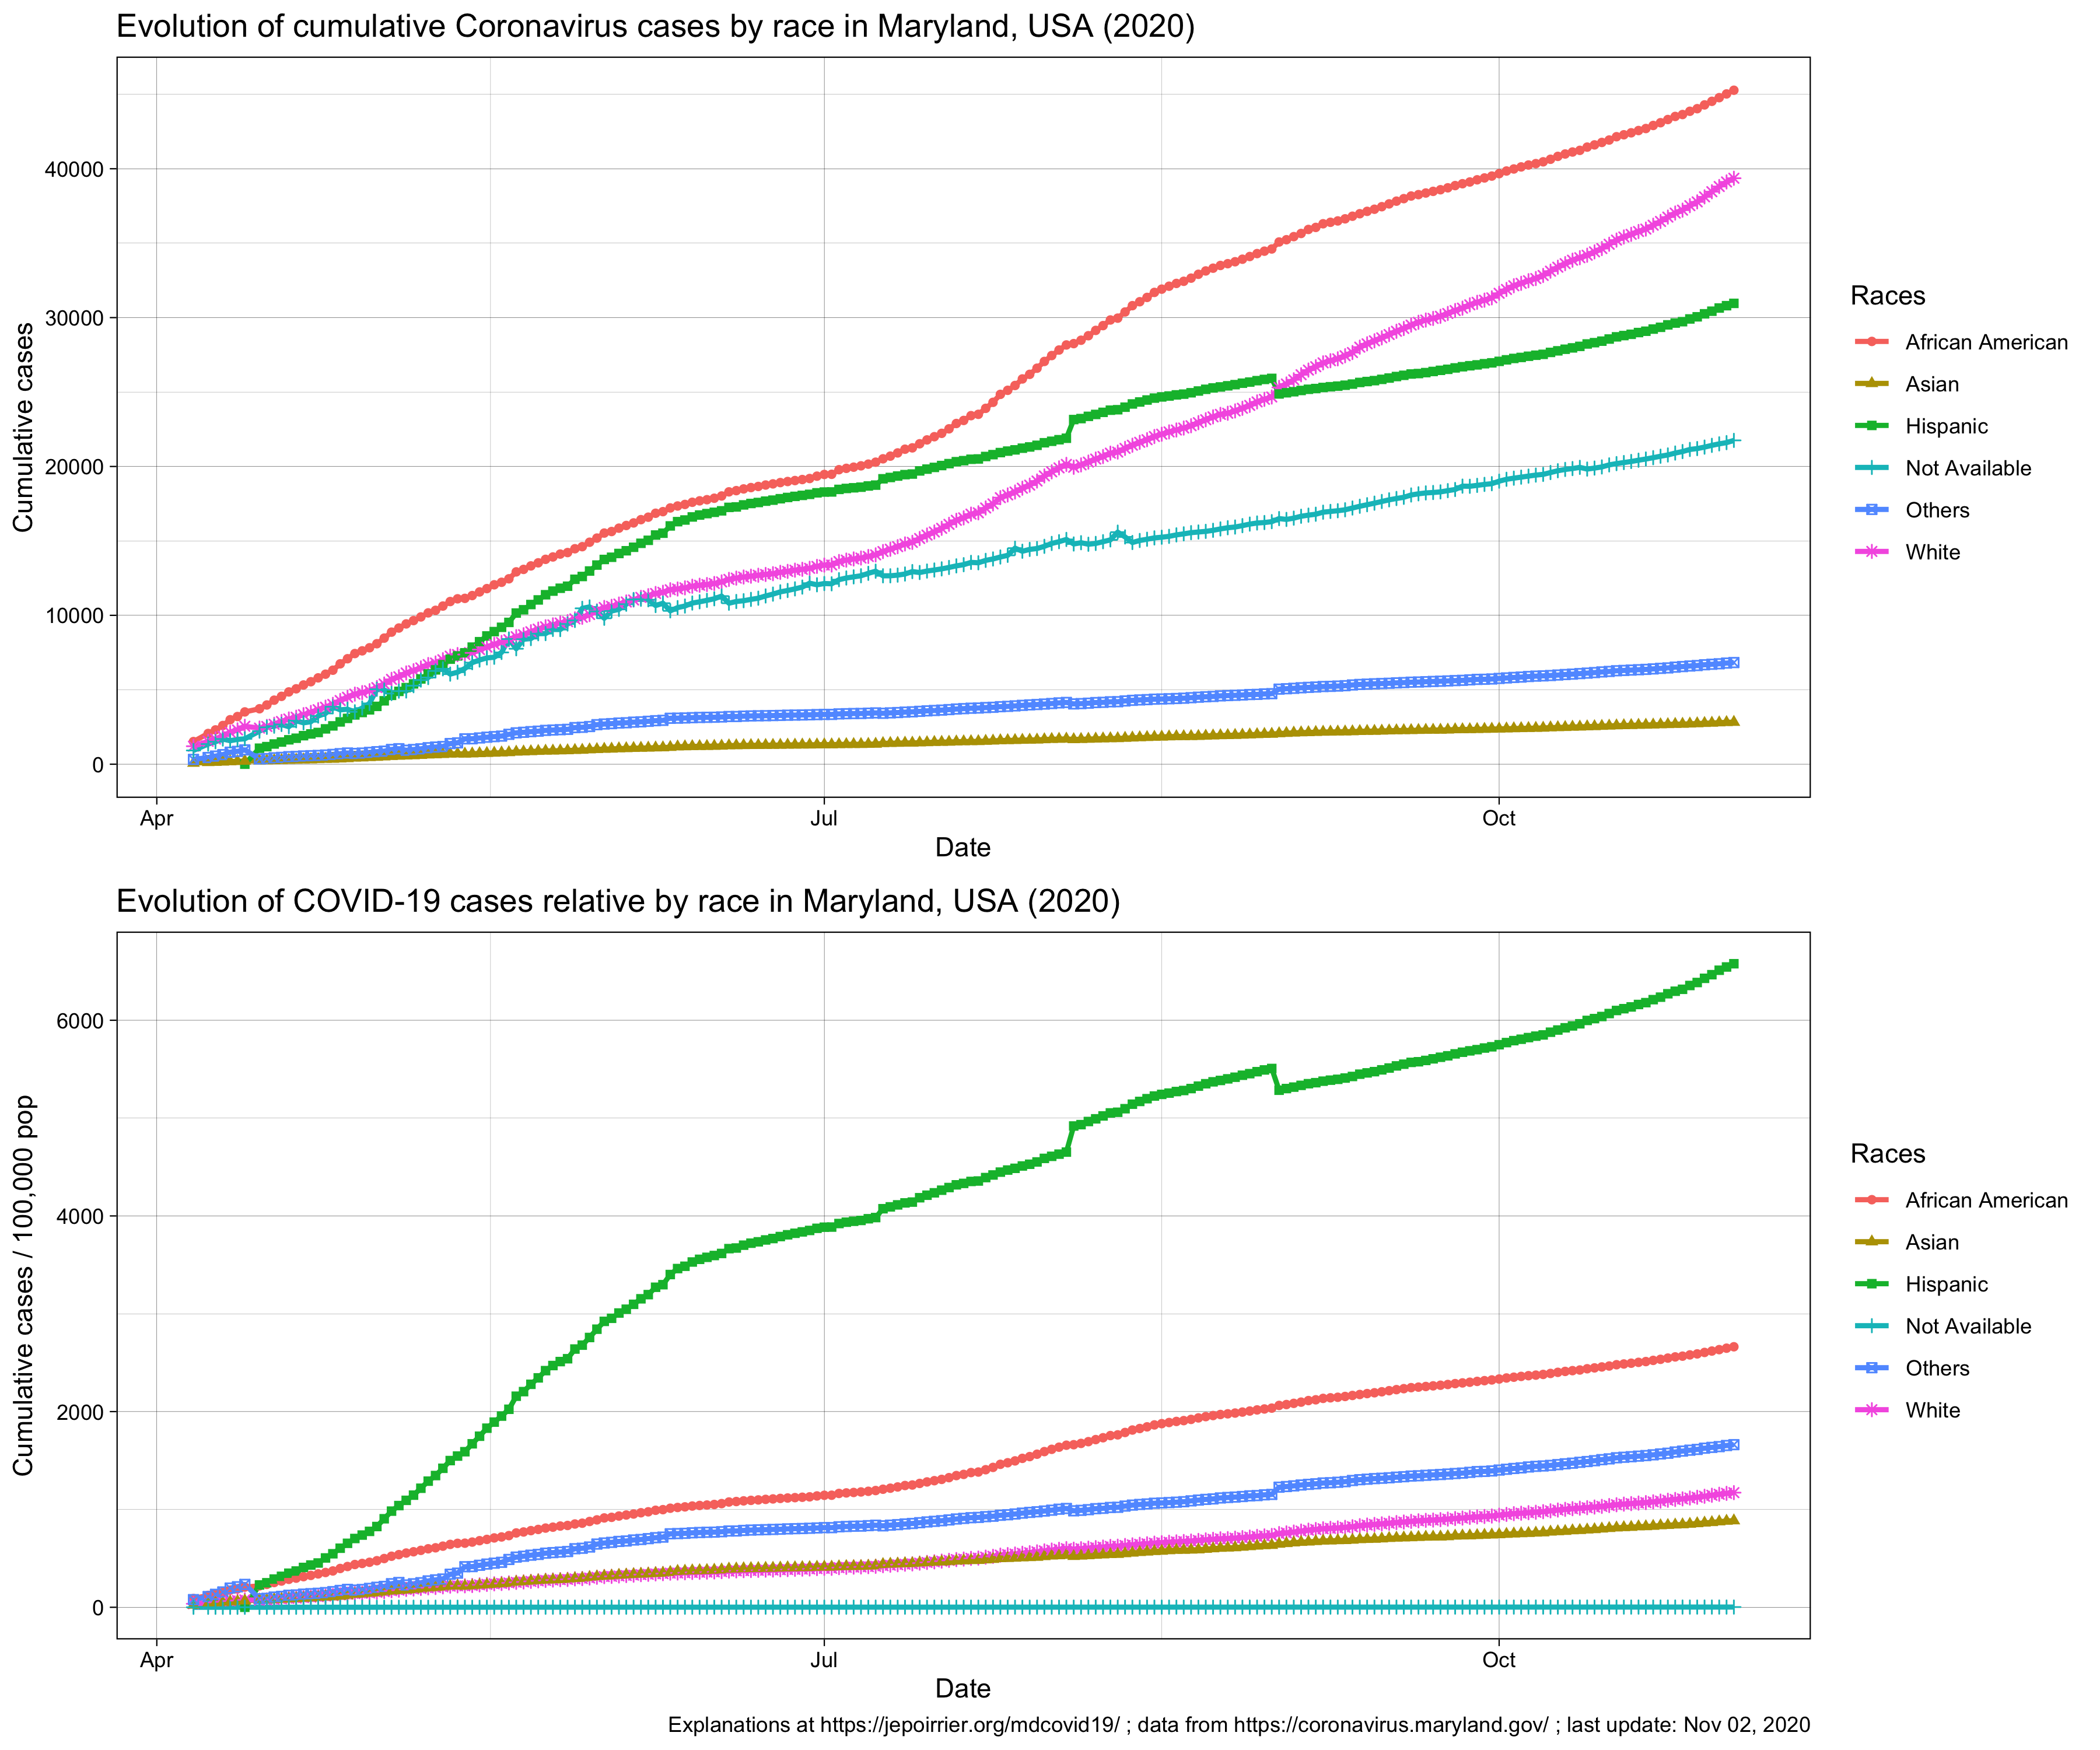 Evolution of cumulative Coronavirus cases by race in Maryland, USA (2020)
Cumulative cases
40000
30000
20000
10000
0
Apr
Jul
Oct
Date
Races
African American
Asian
Hispanic
Not Available
Others
White
Evolution of COVID-19 cases relative by race in Maryland, USA (2020)
Cumulative cases / 100,000 pop
6000
4000
2000
0
Apr
Jul
Oct
Date
Races
African American
Asian
Hispanic
Not Available
Others
White
Explanations at https://jepoirrier.org/mdcovid19/ ; data from https://coronavirus.maryland.gov/ ; last update: Nov 02, 2020